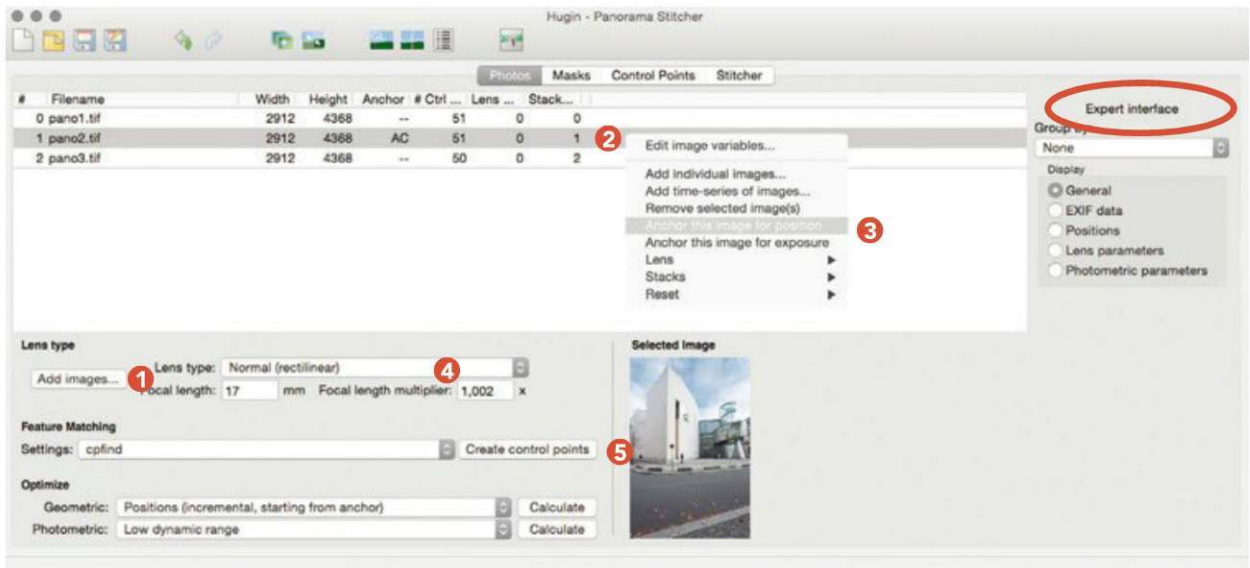 Hugin - Panorama Stitcher
Photos Masks Control Points Stitcher
# Filename Width Height Anchor # Ctrl ... Lens ... Stack...
0 pano1.tif 2912 4368 -- 51 0 0
1 pano2.tif 2912 4368 AC 51 0 1
2 pano3.tif 2912 4368 -- 50 0 2
2
Edit image variables...
Add individual images...
Add time-series of images...
Remove selected image(s)
Anchor this image for position
3
Anchor this image for exposure
Lens
Stacks
Reset
Expert interface
Group by
None
Display
General
EXIF data
Positions
Lens parameters
Photometric parameters
Lens type
Add images...
1
Lens type: Normal (rectilinear)
4
Focal length: 17 mm Focal length multiplier: 1,002 x
Feature Matching
Settings: cpfind Create control points
5
Optimize
Geometric: Positions (incremental, starting from anchor) Calculate
Photometric: Low dynamic range Calculate
Selected image